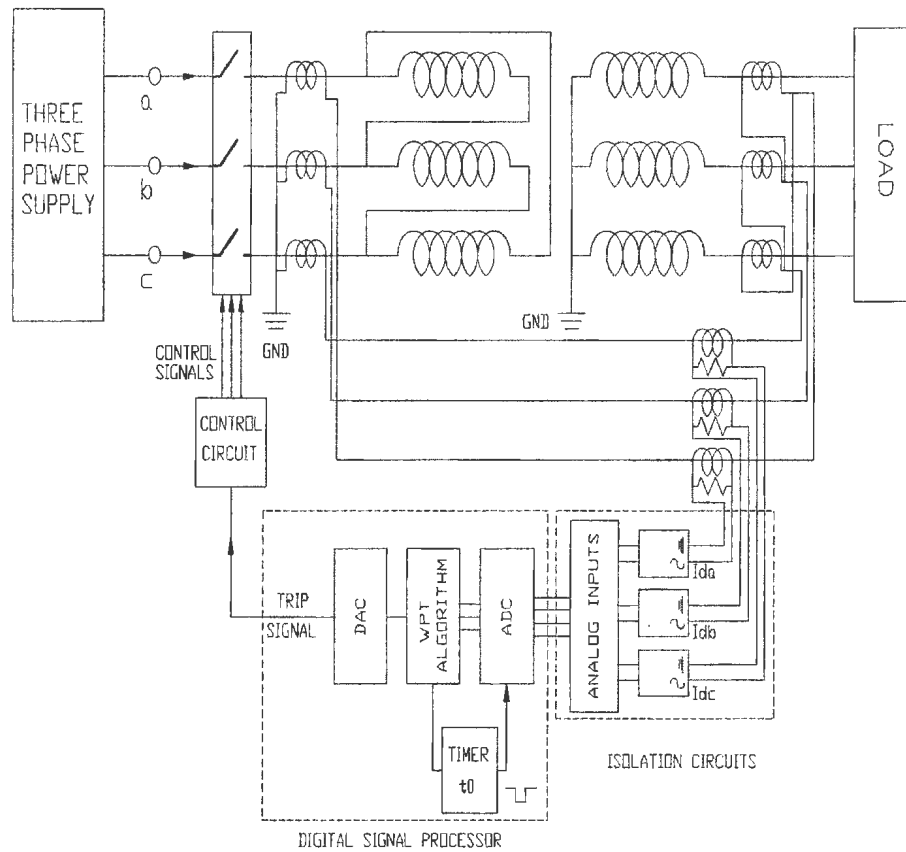 THREE
PHASE
POWER
SUPPLY
a
b
c
LOAD
GND
GND
CONTROL
SIGNALS
CONTROL
CIRCUIT
TRIP
SIGNAL
DAC
WPT
ALGORITHM
ADC
ANALOG INPUTS
Ida
Idb
Idc
TIMER
t0
ISOLATION CIRCUITS
DIGITAL SIGNAL PROCESSOR